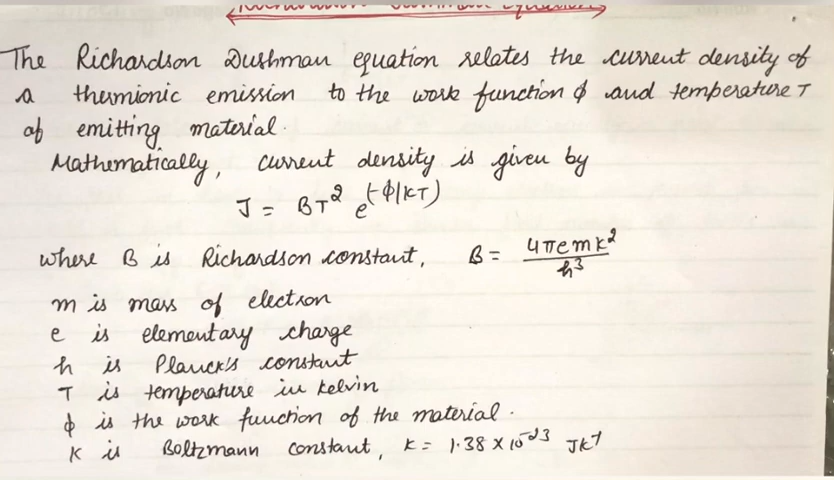 Richardson Dushman Equation
The Richardson Dushman equation relates the current density of
a thermionic emission to the work function ϕ and temperature T
of emitting material.
Mathematically, current density is given by
J = BT² e^(-ϕ/KT)
where B is Richardson constant, B = 4πemk²/h³
m is mass of electron
e is elementary charge
h is Planck's constant
T is temperature in kelvin
ϕ is the work function of the material.
K is Boltzmann constant, K = 1.38 × 10⁻²³ JK⁻¹